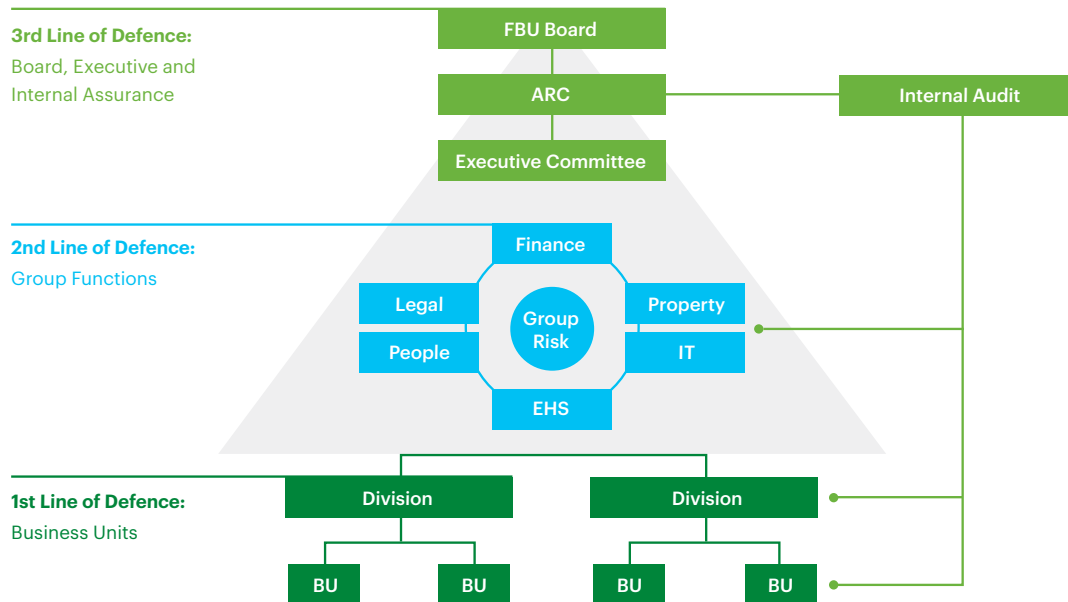 3rd Line of Defence:
Board, Executive and
Internal Assurance
FBU Board
ARC
Internal Audit
Executive Committee
2nd Line of Defence:
Group Functions
Finance
Legal
Property
Group
Risk
People
IT
EHS
1st Line of Defence:
Business Units
Division
Division
BU
BU
BU
BU